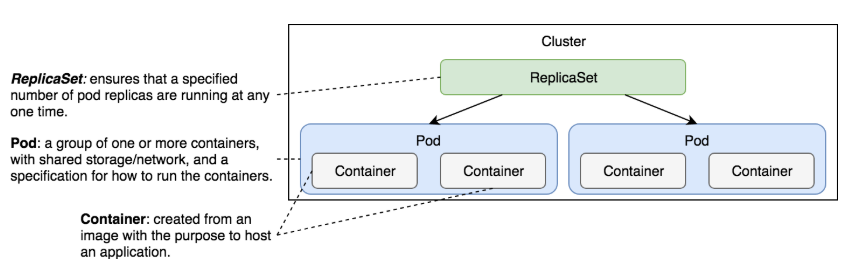 Cluster
ReplicaSet: ensures that a specified
number of pod replicas are running at any
one time.
ReplicaSet
Pod: a group of one or more containers,
with shared storage/network, and a
specification for how to run the containers.
Pod
Pod
Container
Container
Container
Container
Container: created from an
image with the purpose to host
an application.